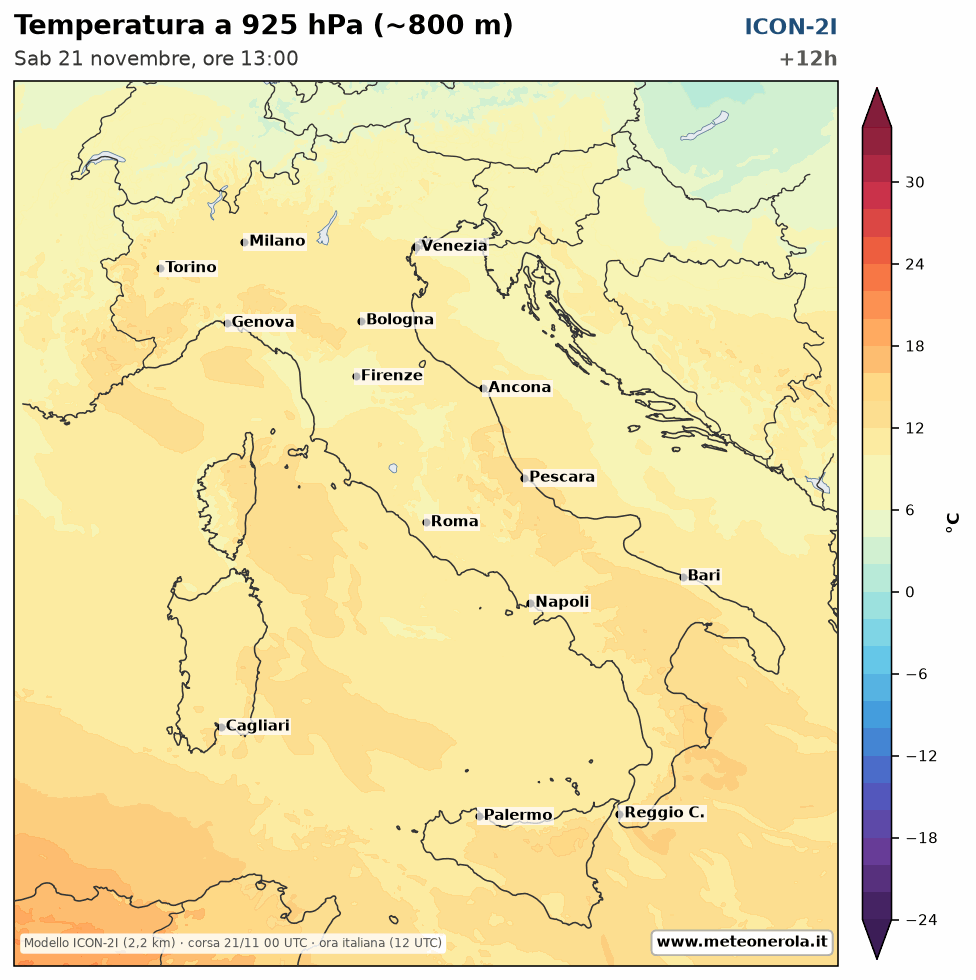 Temperatura a 925 hPa (~800 m)
ICON-2I
Sab 21 novembre, ore 13:00
+12h
Milano
Venezia
Torino
Genova
Bologna
Firenze
Ancona
Pescara
Roma
Bari
Napoli
Cagliari
Palermo
Reggio C.
30
24
18
12
6
0
−6
−12
−18
−24
°C
Modello ICON-2I (2,2 km) · corsa 21/11 00 UTC · ora italiana (12 UTC)
www.meteonerola.it